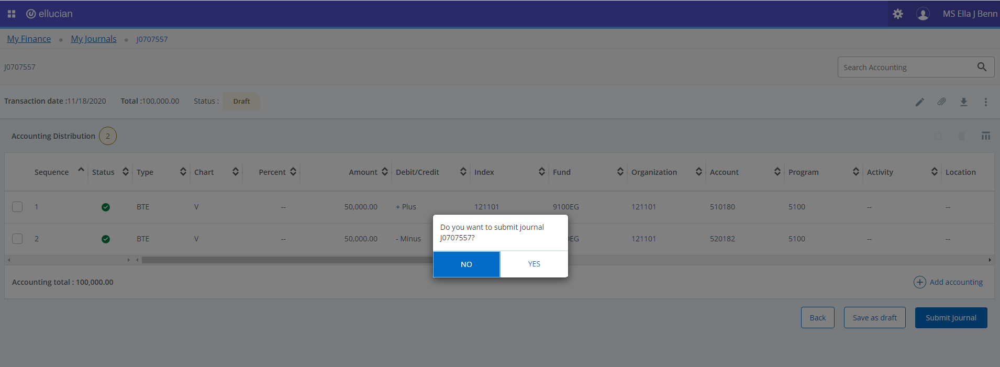 ellucian
MS Ella J Benn
My Finance • My Journals • J0707557
J0707557
Search Accounting
Transaction date :11/18/2020 Total :100,000.00 Status : Draft
Accounting Distribution 2
Sequence Status Type Chart Percent Amount Debit/Credit Index Fund Organization Account Program Activity Location
1 BTE V -- 50,000.00 + Plus 121101 9100EG 121101 510180 5100 -- --
2 BTE V -- 50,000.00 - Minus 121101 520182 5100 -- --
Do you want to submit journal
J0707557?
NO YES
Accounting total : 100,000.00
Add accounting
Back Save as draft Submit Journal